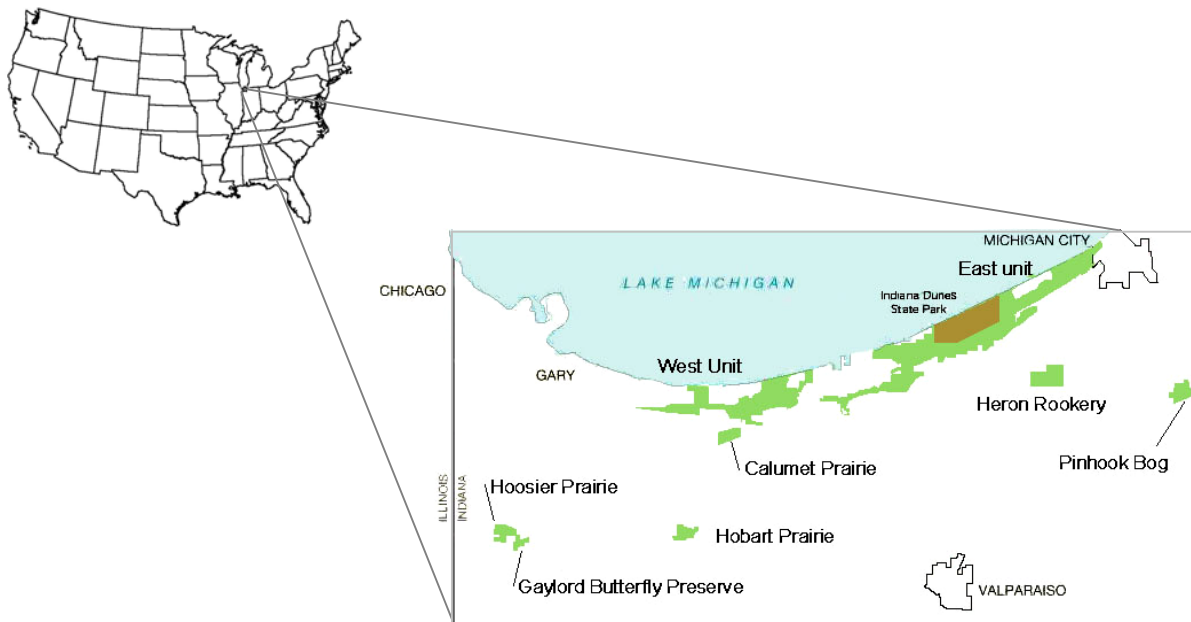 MICHIGAN CITY
East unit
LAKE MICHIGAN
CHICAGO
Indiana Dunes
State Park
West Unit
GARY
Heron Rookery
Pinhook Bog
Calumet Prairie
ILLINOIS
INDIANA
Hoosier Prairie
Hobart Prairie
Gaylord Butterfly Preserve
VALPARAISO